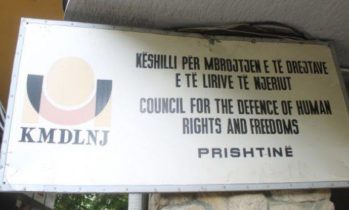 KËSHILLI PËR MBROJTJEN E TË DREJTAVE
E TË LIRIVE TË NJERIUT
COUNCIL FOR THE DEFENCE OF HUMAN
RIGHTS AND FREEDOMS
PRISHTINË
KMDLNJ